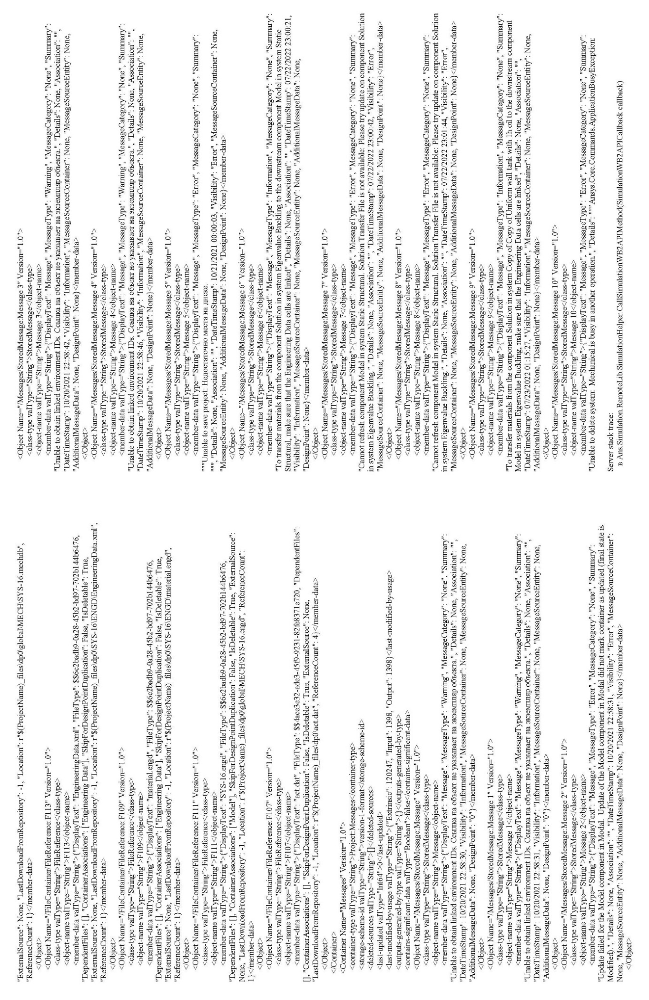 "ExternalSource": None, "LastDownloadFromRepository": -1, "Location": r"$(ProjectName)_files\dp0\global\MECH\SYS-16.mechdb",
"ReferenceCount": 1}</member-data>
</Object>
<Object Name="/FileContainer/FileReference:F113" Version="1.0">
<class-type valType="String">FileReference</class-type>
<object-name valType="String">F113</object-name>
<member-data valType="String">{"DisplayText": "EngineeringData.xml", "FileType": $$6c2badb9-0a28-45b2-bd97-702b144b6476,
"DependentFiles": [], "ContainerAssociations": ["Engineering Data"], "SkipForDesignPointDuplication": False, "IsDeletable": True,
"ExternalSource": None, "LastDownloadFromRepository": -1, "Location": r"$(ProjectName)_files\dp0\SYS-16\ENGD\EngineeringData.xml",
"ReferenceCount": 1}</member-data>
</Object>
<Object Name="/FileContainer/FileReference:F109" Version="1.0">
<class-type valType="String">FileReference</class-type>
<object-name valType="String">F109</object-name>
<member-data valType="String">{"DisplayText": "material.engd", "FileType": $$6c2badb9-0a28-45b2-bd97-702b144b6476,
"DependentFiles": [], "ContainerAssociations": ["Engineering Data"], "SkipForDesignPointDuplication": False, "IsDeletable": True,
"ExternalSource": None, "LastDownloadFromRepository": -1, "Location": r"$(ProjectName)_files\dp0\SYS-16\ENGD\material.engd",
"ReferenceCount": 1}</member-data>
</Object>
<Object Name="/FileContainer/FileReference:F111" Version="1.0">
<class-type valType="String">FileReference</class-type>
<object-name valType="String">F111</object-name>
<member-data valType="String">{"DisplayText": "SYS-16.engd", "FileType": $$6c2badb9-0a28-45b2-bd97-702b144b6476,
"DependentFiles": [], "ContainerAssociations": ["Model"], "SkipForDesignPointDuplication": False, "IsDeletable": True, "ExternalSource":
None, "LastDownloadFromRepository": -1, "Location": r"$(ProjectName)_files\dp0\global\MECH\SYS-16.engd", "ReferenceCount":
1}</member-data>
</Object>
<Object Name="/FileContainer/FileReference:F107" Version="1.0">
<class-type valType="String">FileReference</class-type>
<object-name valType="String">F107</object-name>
<member-data valType="String">{"DisplayText": "act.dat", "FileType": $$4ace3e32-ade3-45f9-9231-82fe8371e720, "DependentFiles":
[], "ContainerAssociations": [], "SkipForDesignPointDuplication": False, "IsDeletable": True, "ExternalSource": None,
"LastDownloadFromRepository": -1, "Location": r"$(ProjectName)_files\dp0\act.dat", "ReferenceCount": 4}</member-data>
</Object>
</Container>
<Container Name="Messages" Version="1.0">
<container-type valType="String">Project:Messages</container-type>
<storage-scheme-id valType="String">version-1-format</storage-scheme-id>
<deleted-sources valType="String">[]</deleted-sources>
<last-updated valType="Int64">0</last-updated>
<last-modified-by-usage valType="String">{"Extrinsic": 120247, "Input": 1398, "Output": 1398}</last-modified-by-usage>
<outputs-generated-by-type valType="String">{}</outputs-generated-by-type>
<contains-significant-data valType="Boolean">false</contains-significant-data>
<Object Name="/Messages/StoredMessage:Message" Version="1.0">
<class-type valType="String">StoredMessage</class-type>
<object-name valType="String">Message</object-name>
<member-data valType="String">{"DisplayText": "Message", "MessageType": "Warning", "MessageCategory": "None", "Summary":
"Unable to obtain linked environment IDs. Ссылка на объект не указывает на экземпляр объекта.", "Details": None, "Association": "",
"DateTimeStamp": 10/20/2021 22:58:30, "Visibility": "Information", "MessageSourceContainer": None, "MessageSourceEntity": None,
"AdditionalMessageData": None, "DesignPoint": "0"}</member-data>
</Object>
<Object Name="/Messages/StoredMessage:Message 1" Version="1.0">
<class-type valType="String">StoredMessage</class-type>
<object-name valType="String">Message 1</object-name>
<member-data valType="String">{"DisplayText": "Message", "MessageType": "Warning", "MessageCategory": "None", "Summary":
"Unable to obtain linked environment IDs. Ссылка на объект не указывает на экземпляр объекта.", "Details": None, "Association": "",
"DateTimeStamp": 10/20/2021 22:58:31, "Visibility": "Information", "MessageSourceContainer": None, "MessageSourceEntity": None,
"AdditionalMessageData": None, "DesignPoint": "0"}</member-data>
</Object>
<Object Name="/Messages/StoredMessage:Message 2" Version="1.0">
<class-type valType="String">StoredMessage</class-type>
<object-name valType="String">Message 2</object-name>
<member-data valType="String">{"DisplayText": "Message", "MessageType": "Error", "MessageCategory": "None", "Summary":
"Update failed for the Model component in Modal.  Update of the Model component in Modal did not mark container as updated (final state is
Modified).", "Details": None, "Association": "", "DateTimeStamp": 10/20/2021 22:58:31, "Visibility": "Error", "MessageSourceContainer":
None, "MessageSourceEntity": None, "AdditionalMessageData": None, "DesignPoint": None}</member-data>
</Object>
<Object Name="/Messages/StoredMessage:Message 3" Version="1.0">
<class-type valType="String">StoredMessage</class-type>
<object-name valType="String">Message 3</object-name>
<member-data valType="String">{"DisplayText": "Message", "MessageType": "Warning", "MessageCategory": "None", "Summary":
"Unable to obtain linked environment IDs. Ссылка на объект не указывает на экземпляр объекта.", "Details": None, "Association": "",
"DateTimeStamp": 10/20/2021 22:58:42, "Visibility": "Information", "MessageSourceContainer": None, "MessageSourceEntity": None,
"AdditionalMessageData": None, "DesignPoint": None}</member-data>
</Object>
<Object Name="/Messages/StoredMessage:Message 4" Version="1.0">
<class-type valType="String">StoredMessage</class-type>
<object-name valType="String">Message 4</object-name>
<member-data valType="String">{"DisplayText": "Message", "MessageType": "Warning", "MessageCategory": "None", "Summary":
"Unable to obtain linked environment IDs. Ссылка на объект не указывает на экземпляр объекта.", "Details": None, "Association": "",
"DateTimeStamp": 10/20/2021 22:58:46, "Visibility": "Information", "MessageSourceContainer": None, "MessageSourceEntity": None,
"AdditionalMessageData": None, "DesignPoint": None}</member-data>
</Object>
<Object Name="/Messages/StoredMessage:Message 5" Version="1.0">
<class-type valType="String">StoredMessage</class-type>
<object-name valType="String">Message 5</object-name>
<member-data valType="String">{"DisplayText": "Message", "MessageType": "Error", "MessageCategory": "None", "Summary":
"""Unable to save project: Недостаточно места на диске.
""", "Details": None, "Association": "", "DateTimeStamp": 10/21/2021 00:00:03, "Visibility": "Error", "MessageSourceContainer": None,
"MessageSourceEntity": None, "AdditionalMessageData": None, "DesignPoint": None}</member-data>
</Object>
<Object Name="/Messages/StoredMessage:Message 6" Version="1.0">
<class-type valType="String">StoredMessage</class-type>
<object-name valType="String">Message 6</object-name>
<member-data valType="String">{"DisplayText": "Message", "MessageType": "Information", "MessageCategory": "None", "Summary":
"To transfer materials from the component Solution in system Eigenvalue Buckling to the downstream component Model in system Static
Structural, make sure that the Engineering Data cells are linked", "Details": None, "Association": "", "DateTimeStamp": 07/22/2022 23:00:21,
"Visibility": "Information", "MessageSourceContainer": None, "MessageSourceEntity": None, "AdditionalMessageData": None,
"DesignPoint": None}</member-data>
</Object>
<Object Name="/Messages/StoredMessage:Message 7" Version="1.0">
<class-type valType="String">StoredMessage</class-type>
<object-name valType="String">Message 7</object-name>
<member-data valType="String">{"DisplayText": "Message", "MessageType": "Error", "MessageCategory": "None", "Summary":
"Cannot refresh component Model in system Static Structural. Solution Transfer File is not available: Please try update on component Solution
in system Eigenvalue Buckling.", "Details": None, "Association": "", "DateTimeStamp": 07/22/2022 23:00:42, "Visibility": "Error",
"MessageSourceContainer": None, "MessageSourceEntity": None, "AdditionalMessageData": None, "DesignPoint": None}</member-data>
</Object>
<Object Name="/Messages/StoredMessage:Message 8" Version="1.0">
<class-type valType="String">StoredMessage</class-type>
<object-name valType="String">Message 8</object-name>
<member-data valType="String">{"DisplayText": "Message", "MessageType": "Error", "MessageCategory": "None", "Summary":
"Cannot refresh component Model in system Static Structural. Solution Transfer File is not available: Please try update on component Solution
in system Eigenvalue Buckling.", "Details": None, "Association": "", "DateTimeStamp": 07/22/2022 23:01:44, "Visibility": "Error",
"MessageSourceContainer": None, "MessageSourceEntity": None, "AdditionalMessageData": None, "DesignPoint": None}</member-data>
</Object>
<Object Name="/Messages/StoredMessage:Message 9" Version="1.0">
<class-type valType="String">StoredMessage</class-type>
<object-name valType="String">Message 9</object-name>
<member-data valType="String">{"DisplayText": "Message", "MessageType": "Information", "MessageCategory": "None", "Summary":
"To transfer materials from the component Solution in system Copy of Copy of Uniform wall tank with 1h oil to the downstream component
Model in system Eigenvalue Buckling, make sure that the Engineering Data cells are linked", "Details": None, "Association": "",
"DateTimeStamp": 07/23/2022 01:15:27, "Visibility": "Information", "MessageSourceContainer": None, "MessageSourceEntity": None,
"AdditionalMessageData": None, "DesignPoint": None}</member-data>
</Object>
<Object Name="/Messages/StoredMessage:Message 10" Version="1.0">
<class-type valType="String">StoredMessage</class-type>
<object-name valType="String">Message 10</object-name>
<member-data valType="String">{"DisplayText": "Message", "MessageType": "Error", "MessageCategory": "None", "Summary":
"Unable to delete system:  Mechanical is busy in another operation.", "Details": """Ansys.Core.Commands.ApplicationBusyException:
Server stack trace:
в Ans.Simulation.RemoteLib.SimulationHelper.CallSimulationWB2APIMethod(SimulationWB2APICallback callback)